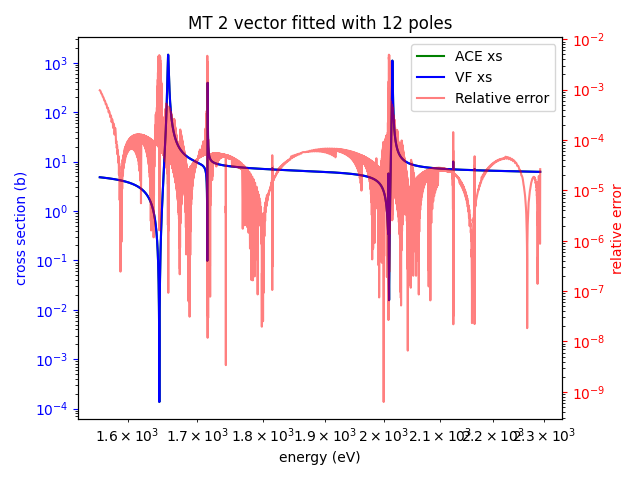 MT 2 vector fitted with 12 poles
ACE xs
VF xs
Relative error
10³
10²
10¹
10⁰
10⁻¹
10⁻²
10⁻³
10⁻⁴
cross section (b)
10⁻²
10⁻³
10⁻⁴
10⁻⁵
10⁻⁶
10⁻⁷
10⁻⁸
10⁻⁹
relative error
1.6 × 10³ 1.7 × 10³ 1.8 × 10³ 1.9 × 10³ 2 × 10³ 2.1 × 10³ 2.2 × 10³ 2.3 × 10³
energy (eV)